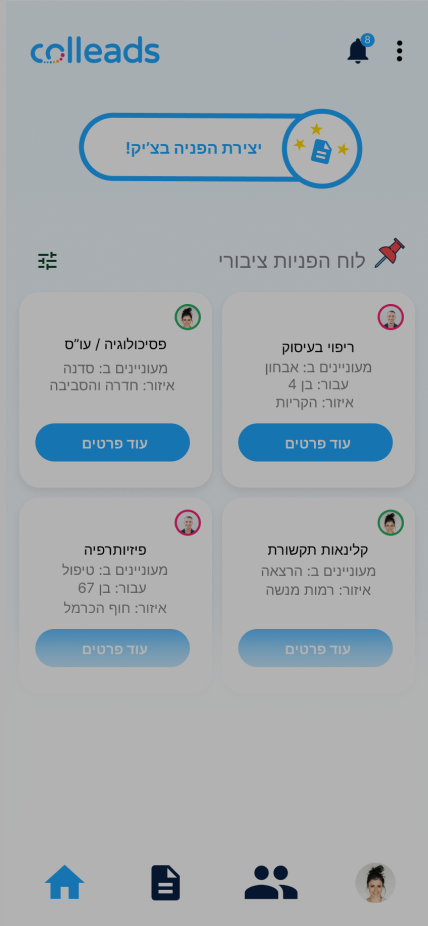 colleads
8
יצירת הפניה בצ׳יק!
לוח הפניות ציבורי
ריפוי בעיסוק
מעוניינים ב: אבחון
עבור: בן 4
איזור: הקריות
עוד פרטים
פסיכולוגיה / עו״ס
מעוניינים ב: סדנה
איזור: חדרה והסביבה
עוד פרטים
קלינאות תקשורת
מעוניינים ב: הרצאה
איזור: רמות מנשה
עוד פרטים
פיזיותרפיה
מעוניינים ב: טיפול
עבור: בן 67
איזור: חוף הכרמל
עוד פרטים